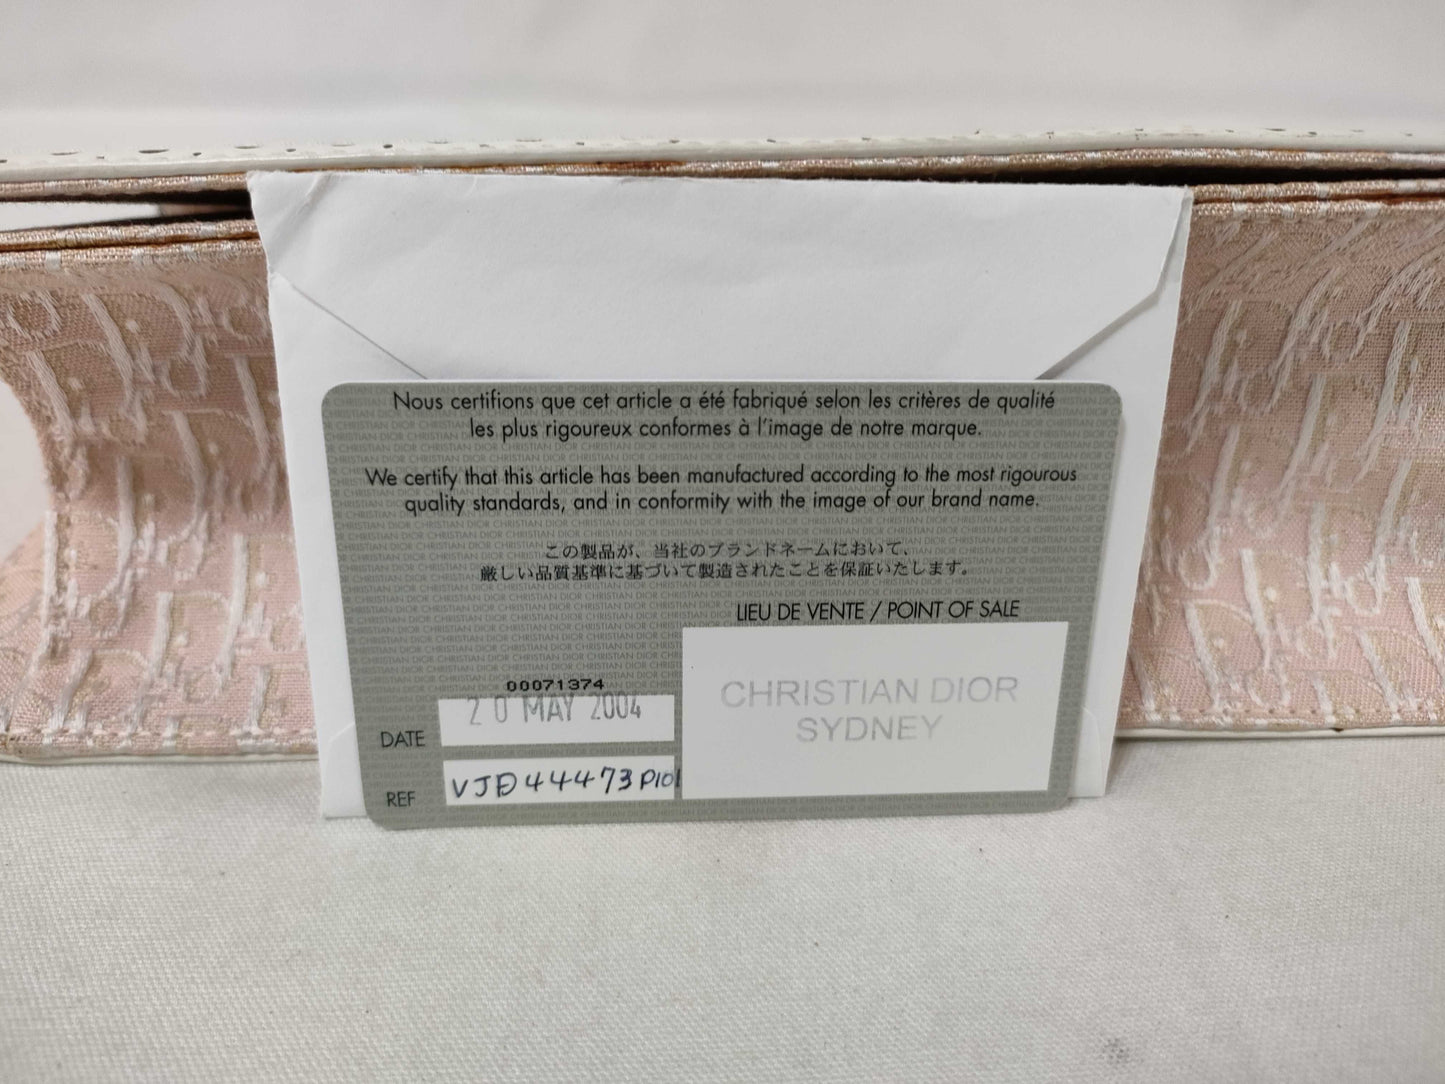 Nous certifions que cet article a été fabriqué selon les critères de qualité
les plus rigoureux conformes à l'image de notre marque.
We certify that this article has been manufactured according to the most rigourous
quality standards, and in conformity with the image of our brand name.
この製品が、当社のブランドネームにおいて、
厳しい品質基準に基づいて製造されたことを保証いたします。
LIEU DE VENTE / POINT OF SALE
CHRISTIAN DIOR
SYDNEY
00071374
DATE 20 MAY 2004
REF VJD44473P101